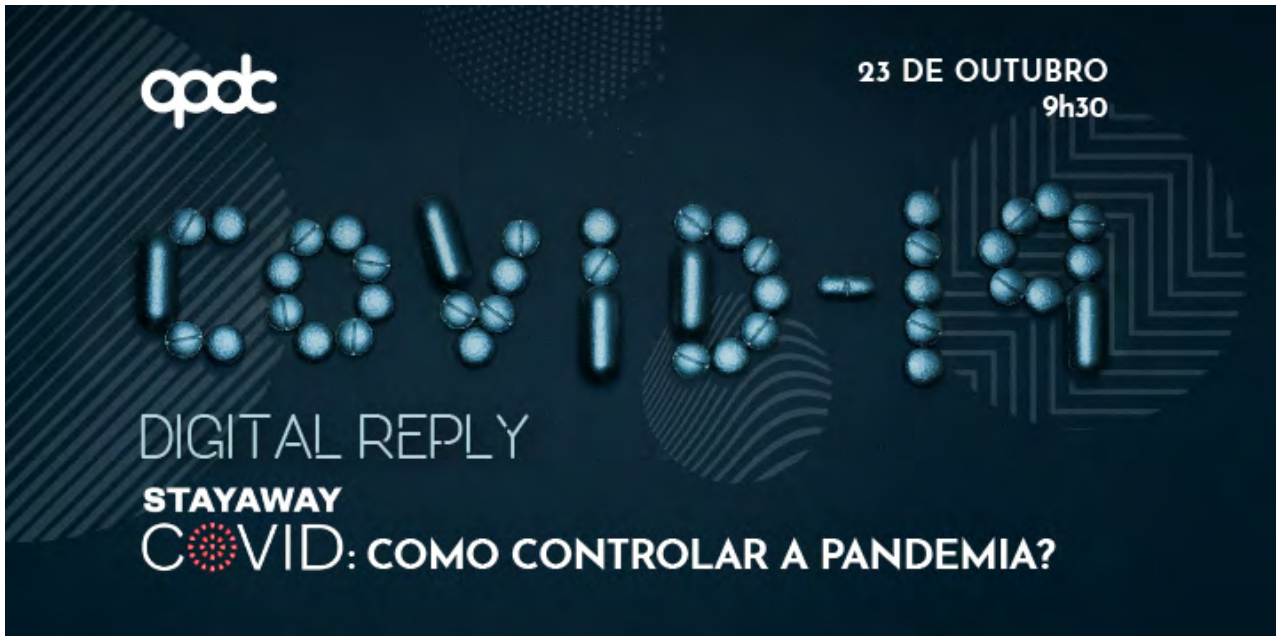 apdc
23 DE OUTUBRO
9h30
COVID-19
DIGITAL REPLY
STAYAWAY
COVID: COMO CONTROLAR A PANDEMIA?